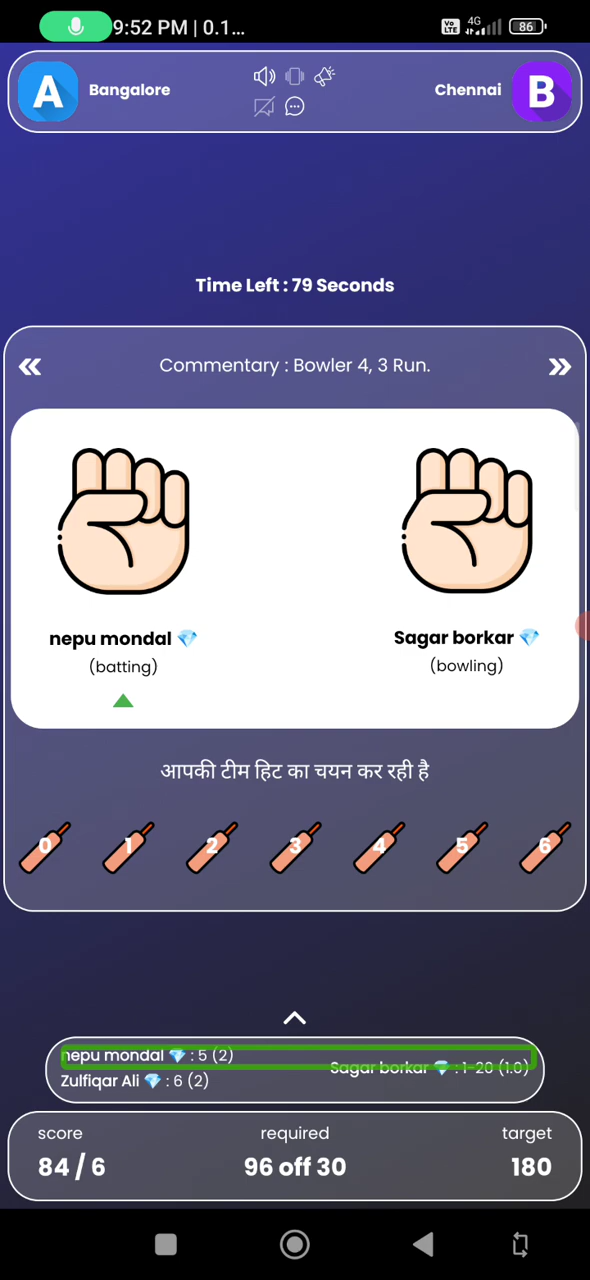 9:52 PM | 0.1...
Vo LTE 4G 86
A Bangalore Chennai B
Time Left : 79 Seconds
Commentary : Bowler 4, 3 Run.
nepu mondal 💎
(batting)
Sagar borkar 💎
(bowling)
आपकी टीम हिट का चयन कर रही है
0 1 2 3 4 5 6
nepu mondal 💎 : 5 (2)
Zulfiqar Ali 💎 : 6 (2)
Sagar borkar 💎 : 1-20 (1.0)
score required target
84 / 6 96 off 30 180